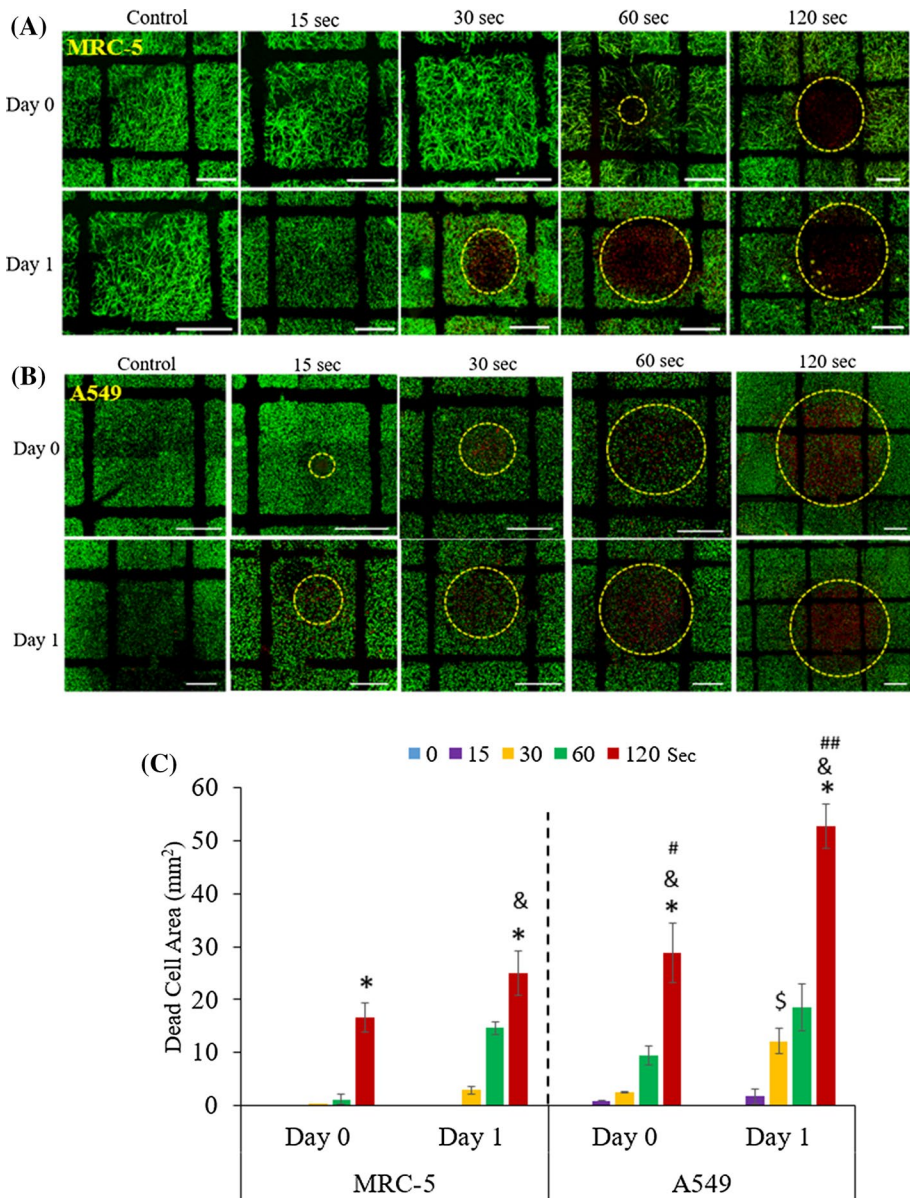 (A)
Control 15 sec 30 sec 60 sec 120 sec
MRC-5
Day 0
Day 1
(B)
Control 15 sec 30 sec 60 sec 120 sec
A549
Day 0
Day 1
(C)
0 15 30 60 120 Sec
Dead Cell Area (mm²)
60
50
40
30
20
10
0
*
&
*
#
&
*
$
##
&
*
Day 0 Day 1 Day 0 Day 1
MRC-5 A549